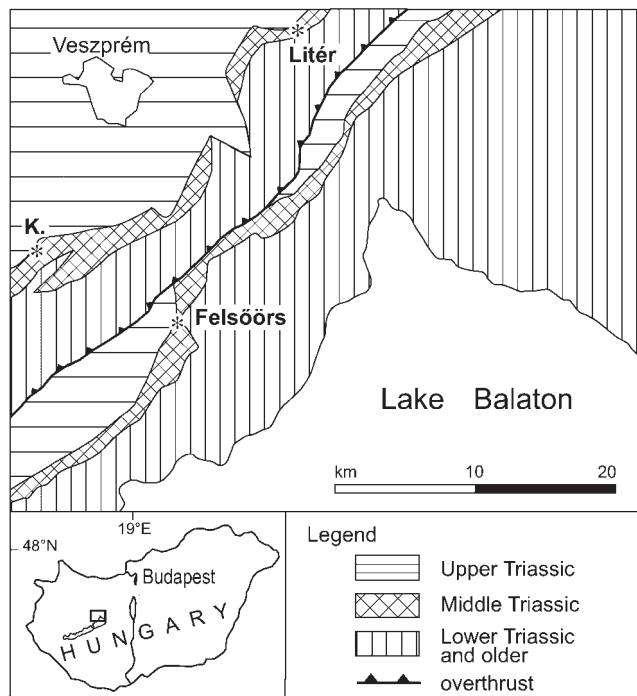 Veszprém
Litér
K.
Felsőörs
Lake Balaton
km 10 20
19°E
48°N
Budapest
HUNGARY
Legend
Upper Triassic
Middle Triassic
Lower Triassic
and older
overthrust